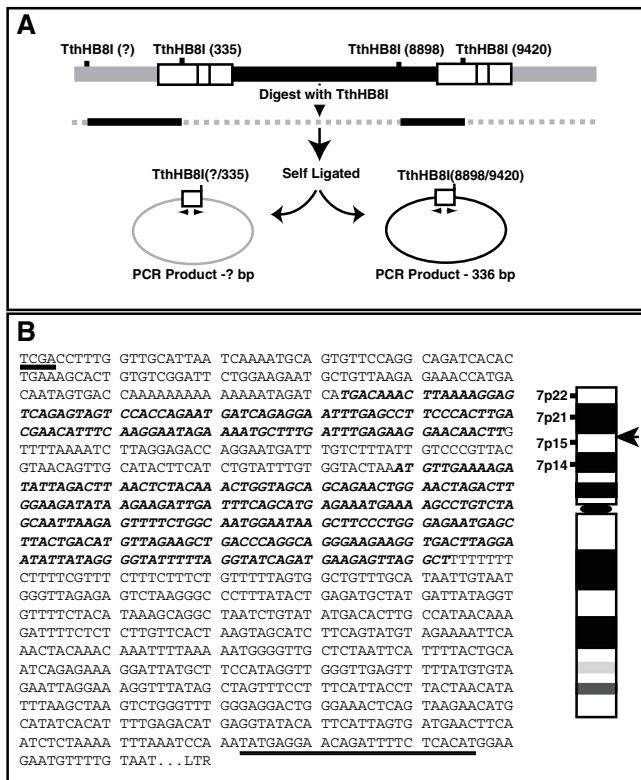 A
TthHB8I (?) TthHB8I (335) TthHB8I (8898) TthHB8I (9420)
Digest with TthHB8I
Self Ligated
TthHB8I(?/335) TthHB8I(8898/9420)
PCR Product -? bp PCR Product - 336 bp
B
TCGACCTTTG GTTGCATTAA TCAAAATGCA GTGTTCCAGG CAGATCACAC
TGAAAGCACT GTGTCGGATT CTGGAAGAAT GCTGTTAAGA GAAACCATGA
CAATAGTGAC CAAAAAAAAA AAAAATAGAT CATGACAAAC TTAAAAGGAG
TCAGAGTAGT CCACCAGAAT GATCAGAGGA ATTTGAGCCT TCCCACTTGA
CGAACATTTC AAGGAATAGA AAATGCTTTG ATTTGAGAAG GAACAACTTG
TTTTAAAATC TTAGGAGACC AGGAATGATT TGTCTTTATT GTCCCGTTAC
GTAACAGTTG CATACTTCAT CTGTATTTGT GGTACTAAAT GTTGAAAAGA
TATTAGACTT AACTCTACAA ACTGGTAGCA GCAGAACTGG AACTAGACTT
GGAAGATATA AGAAGATTGA TTTCAGCATG AGAAATGAAA AGCCTGTCTA
GCAATTAAGA GTTTTCTGGC AATGGAATAA GCTTCCCTGG GAGAATGAGC
TTACTGACAT GTTAGAAGCT GACCCAGGCA GGGAAGAAGG TGACTTAGGA
ATATTATAGG GGTATTTTTA GGTATCAGAT GAAGAGTTAG GCTTTTTTTT
CTTTTCGTTT CTTTCTTTCT GTTTTTAGTG GCTGTTTGCA TAATTGTAAT
GGGTTAGAGA GTCTAAGGGC CTTTATACTG AGATGCTATG ATTATAGGT
GTTTTCTACA TAAAGCAGGC TAATCTGTAT ATGACACTTG CCATAACAAA
GATTTTCTCT CTTGTTCACT AAGTAGCATC TTCAGTATGT AGAAAATTCA
AACTACAAAC AAATTTTAAA AATGGGGTTG CTCTAATTCA TTTTACTGCA
ATCAGAGAAA GGATTATGCT TCCATAGGTT GGGTTGAGTT TTTATGTGTA
GAATTAGGAA AGGTTTATAG CTAGTTTCCT TTCATTACCT TACTAACATA
TTTAAGCTAA GTCTGGGTTT GGGAGGACTG GGAAACTCAG TAAGAACATG
CATATCACAT TTGAGACATG AGGTATACAT TCATTAGTGA TGAACTTCA
ATCTCTAAAA TTTAAATCCA AATATGAGGA ACAGATTTTC TCACATGGAA
GAATGTTTTG TAAT...LTR
7p22
7p21
7p15
7p14